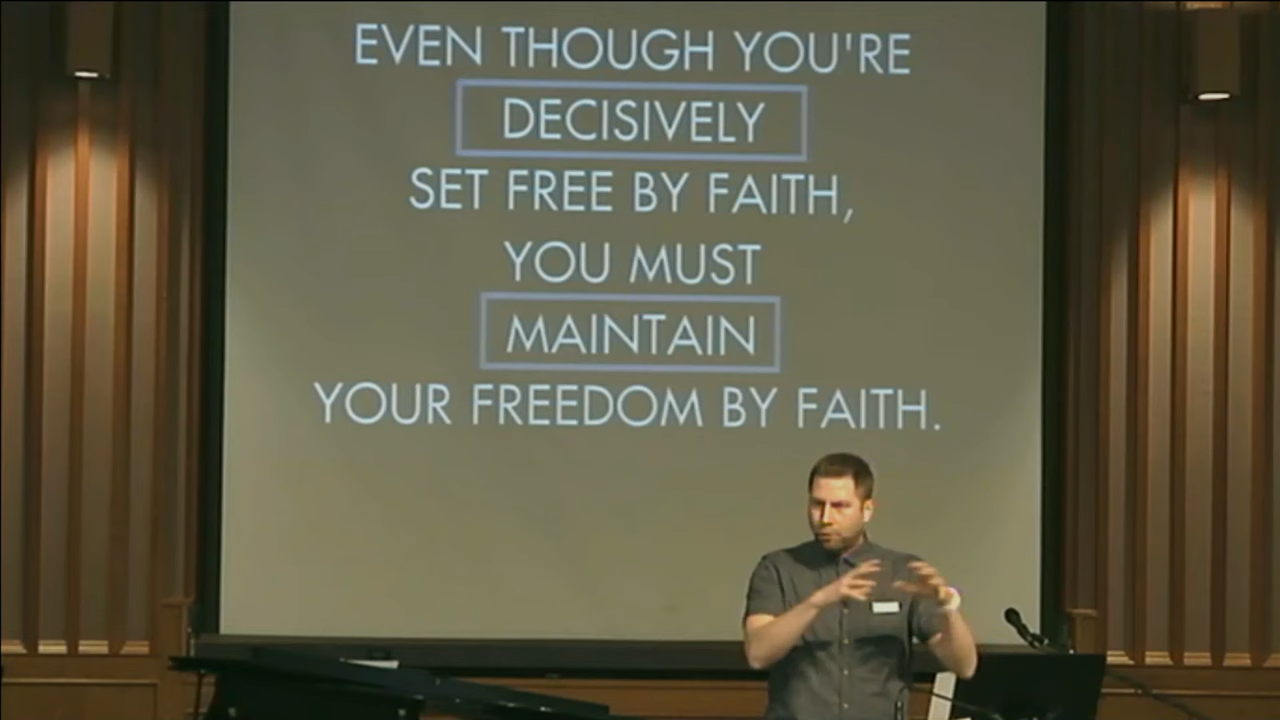 EVEN THOUGH YOU'RE
DECISIVELY
SET FREE BY FAITH,
YOU MUST
MAINTAIN
YOUR FREEDOM BY FAITH.